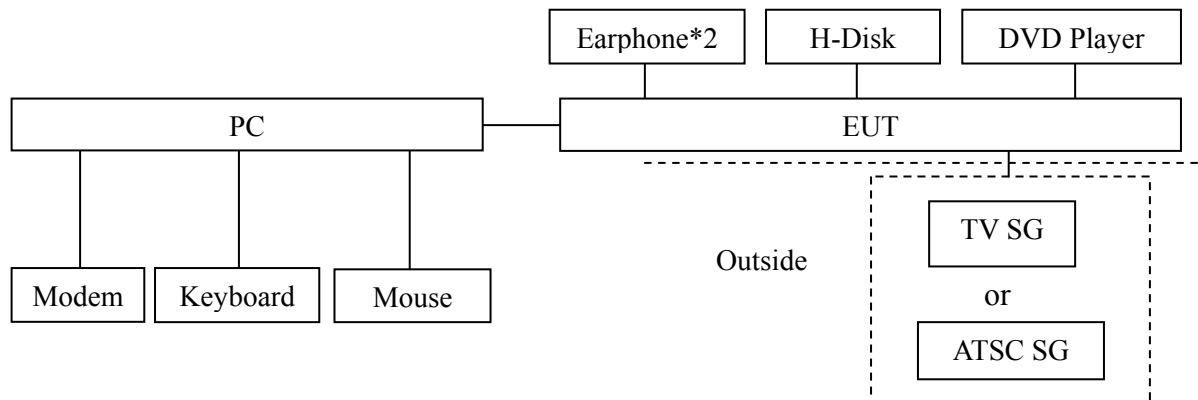 Earphone*2
H-Disk
DVD Player
PC
EUT
TV SG
Outside
or
Modem
Keyboard
Mouse
ATSC SG